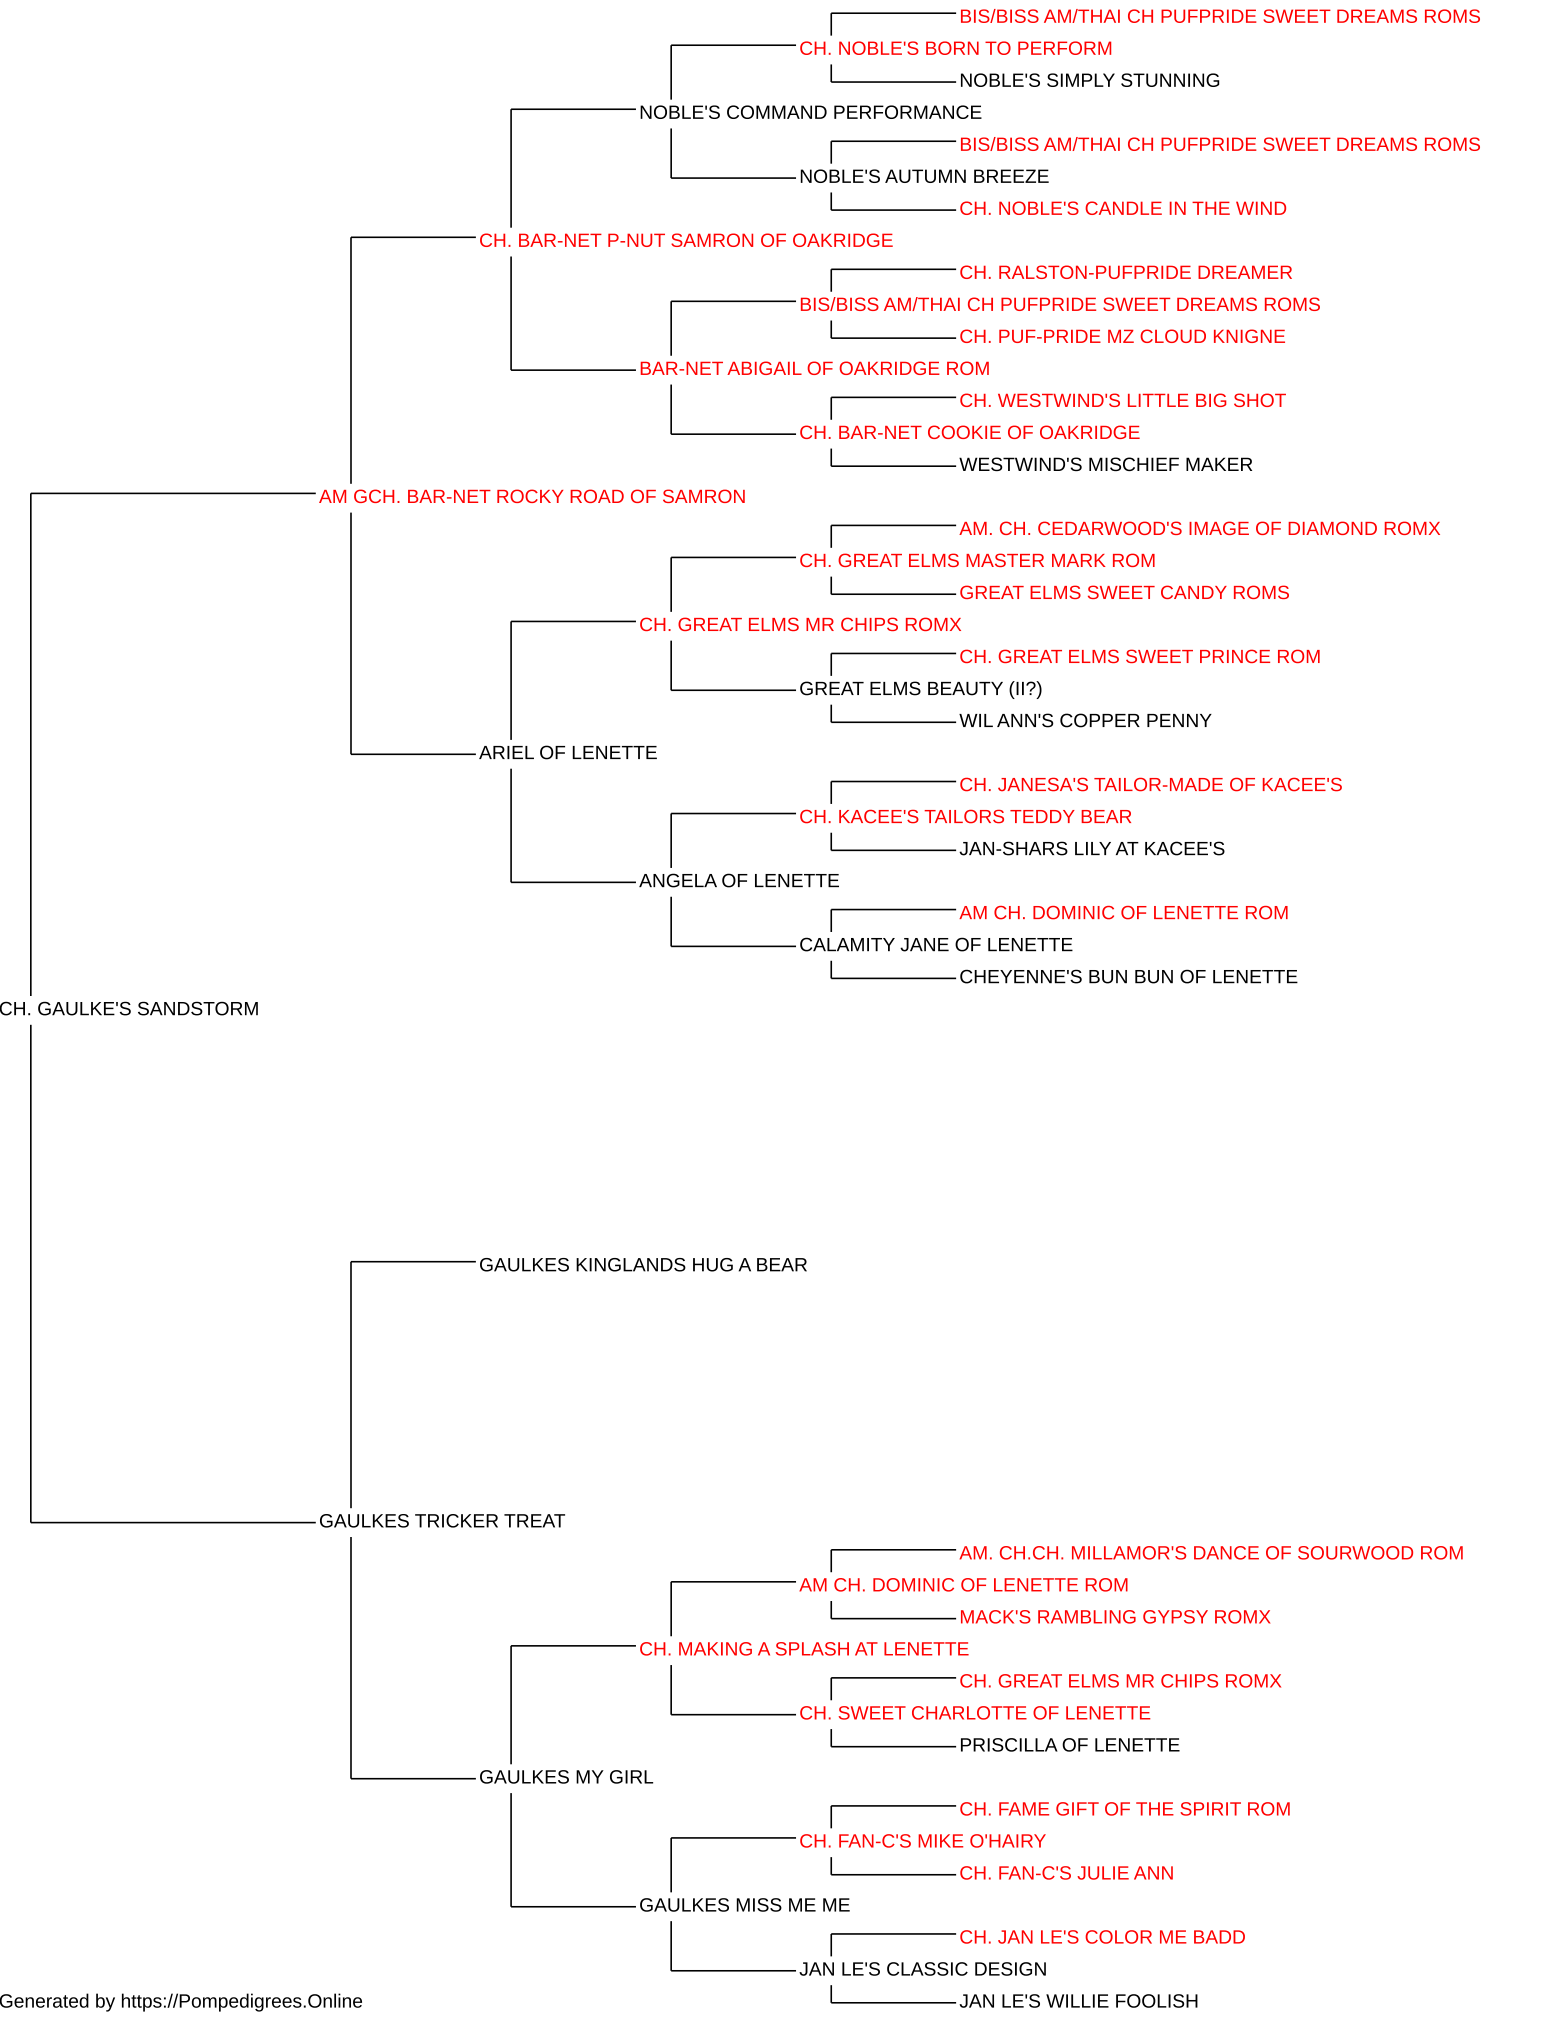 BIS/BISS AM/THAI CH PUFPRIDE SWEET DREAMS ROMS
CH. NOBLE'S BORN TO PERFORM
NOBLE'S SIMPLY STUNNING
NOBLE'S COMMAND PERFORMANCE
BIS/BISS AM/THAI CH PUFPRIDE SWEET DREAMS ROMS
NOBLE'S AUTUMN BREEZE
CH. NOBLE'S CANDLE IN THE WIND
CH. BAR-NET P-NUT SAMRON OF OAKRIDGE
CH. RALSTON-PUFPRIDE DREAMER
BIS/BISS AM/THAI CH PUFPRIDE SWEET DREAMS ROMS
CH. PUF-PRIDE MZ CLOUD KNIGNE
BAR-NET ABIGAIL OF OAKRIDGE ROM
CH. WESTWIND'S LITTLE BIG SHOT
CH. BAR-NET COOKIE OF OAKRIDGE
WESTWIND'S MISCHIEF MAKER
AM GCH. BAR-NET ROCKY ROAD OF SAMRON
AM. CH. CEDARWOOD'S IMAGE OF DIAMOND ROMX
CH. GREAT ELMS MASTER MARK ROM
GREAT ELMS SWEET CANDY ROMS
CH. GREAT ELMS MR CHIPS ROMX
CH. GREAT ELMS SWEET PRINCE ROM
GREAT ELMS BEAUTY (II?)
WIL ANN'S COPPER PENNY
ARIEL OF LENETTE
CH. JANESA'S TAILOR-MADE OF KACEE'S
CH. KACEE'S TAILORS TEDDY BEAR
JAN-SHARS LILY AT KACEE'S
ANGELA OF LENETTE
AM CH. DOMINIC OF LENETTE ROM
CALAMITY JANE OF LENETTE
CHEYENNE'S BUN BUN OF LENETTE
CH. GAULKE'S SANDSTORM
GAULKES KINGLANDS HUG A BEAR
GAULKES TRICKER TREAT
AM. CH.CH. MILLAMOR'S DANCE OF SOURWOOD ROM
AM CH. DOMINIC OF LENETTE ROM
MACK'S RAMBLING GYPSY ROMX
CH. MAKING A SPLASH AT LENETTE
CH. GREAT ELMS MR CHIPS ROMX
CH. SWEET CHARLOTTE OF LENETTE
PRISCILLA OF LENETTE
GAULKES MY GIRL
CH. FAME GIFT OF THE SPIRIT ROM
CH. FAN-C'S MIKE O'HAIRY
CH. FAN-C'S JULIE ANN
GAULKES MISS ME ME
CH. JAN LE'S COLOR ME BADD
JAN LE'S CLASSIC DESIGN
JAN LE'S WILLIE FOOLISH
Generated by https://Pompedigrees.Online